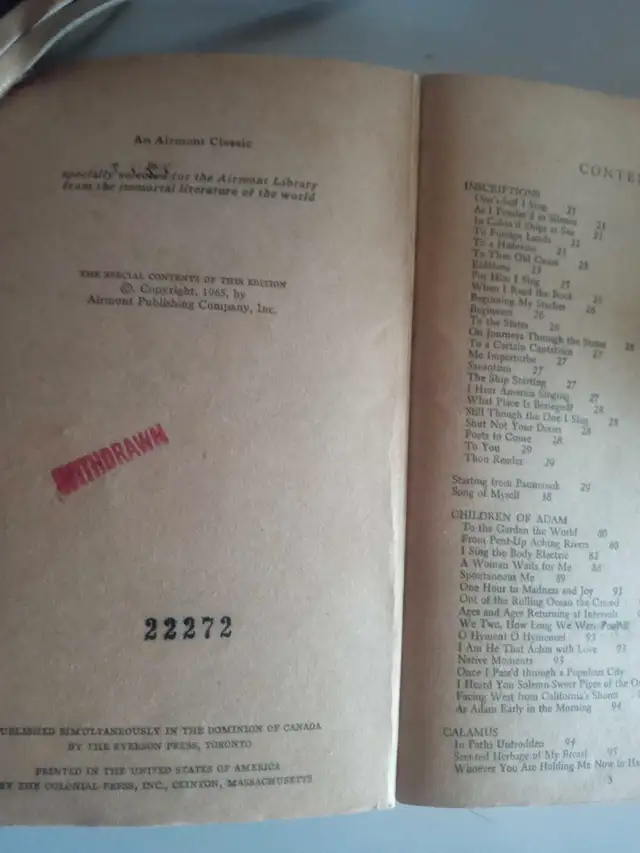 An Airmont Classic
specially selected for the Airmont Library
from the immortal literature of the world
THE SPECIAL CONTENTS OF THIS EDITION
©. Copyright, 1965, by
Airmont Publishing Company, Inc.
WITHDRAWN
22272
PUBLISHED SIMULTANEOUSLY IN THE DOMINION OF CANADA
BY THE RYERSON PRESS, TORONTO
PRINTED IN THE UNITED STATES OF AMERICA
BY THE COLONIAL PRESS, INC., CLINTON, MASSACHUSETTS
CONTE
INSCRIPTIONS
One's-Self I Sing 21
As I Ponder'd in Silence 21
In Cabin'd Ships at Sea 21
To Foreign Lands 22
To a Historian
To Thee Old Cause 23
Eidólons 23
For Him I Sing 25
When I Read the Book 25
Beginning My Studies 26
Beginners 26
To the States 26
On Journeys Through the States 26
To a Certain Cantatrice 27
Me Imperturbe 27
Savantism 27
The Ship Starting 27
I Hear America Singing 27
What Place Is Besieged? 28
Still Though the One I Sing 28
Shut Not Your Doors 28
Poets to Come 28
To You 29
Thou Reader 29
Starting from Paumanok 29
Song of Myself 38
CHILDREN OF ADAM
To the Garden the World 80
From Pent-Up Aching Rivers 80
I Sing the Body Electric 82
A Woman Waits for Me 88
Spontaneous Me 89
One Hour to Madness and Joy 91
Out of the Rolling Ocean the Crowd
Ages and Ages Returning at Intervals
We Two, How Long We Were
O Hymen! O Hymenee! 93
I Am He That Aches with Love 93
Native Moments 93
Once I Pass'd through a Populous City
I Heard You Solemn-Sweet Pipes of the Or
Facing West from California's Shores
As Adam Early in the Morning 94
CALAMUS
In Paths Untrodden 94
Scented Herbage of My Breast 95
Whoever You Are Holding Me Now in Ha